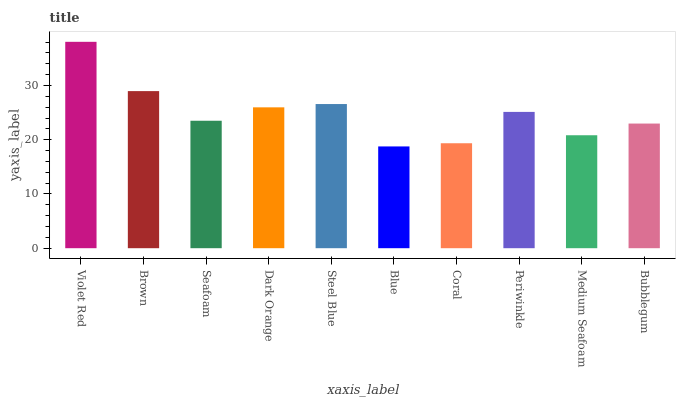 title
yaxis_label
30
20
10
0
Violet Red
Brown
Seafoam
Dark Orange
Steel Blue
Blue
Coral
Periwinkle
Medium Seafoam
Bubblegum
xaxis_label